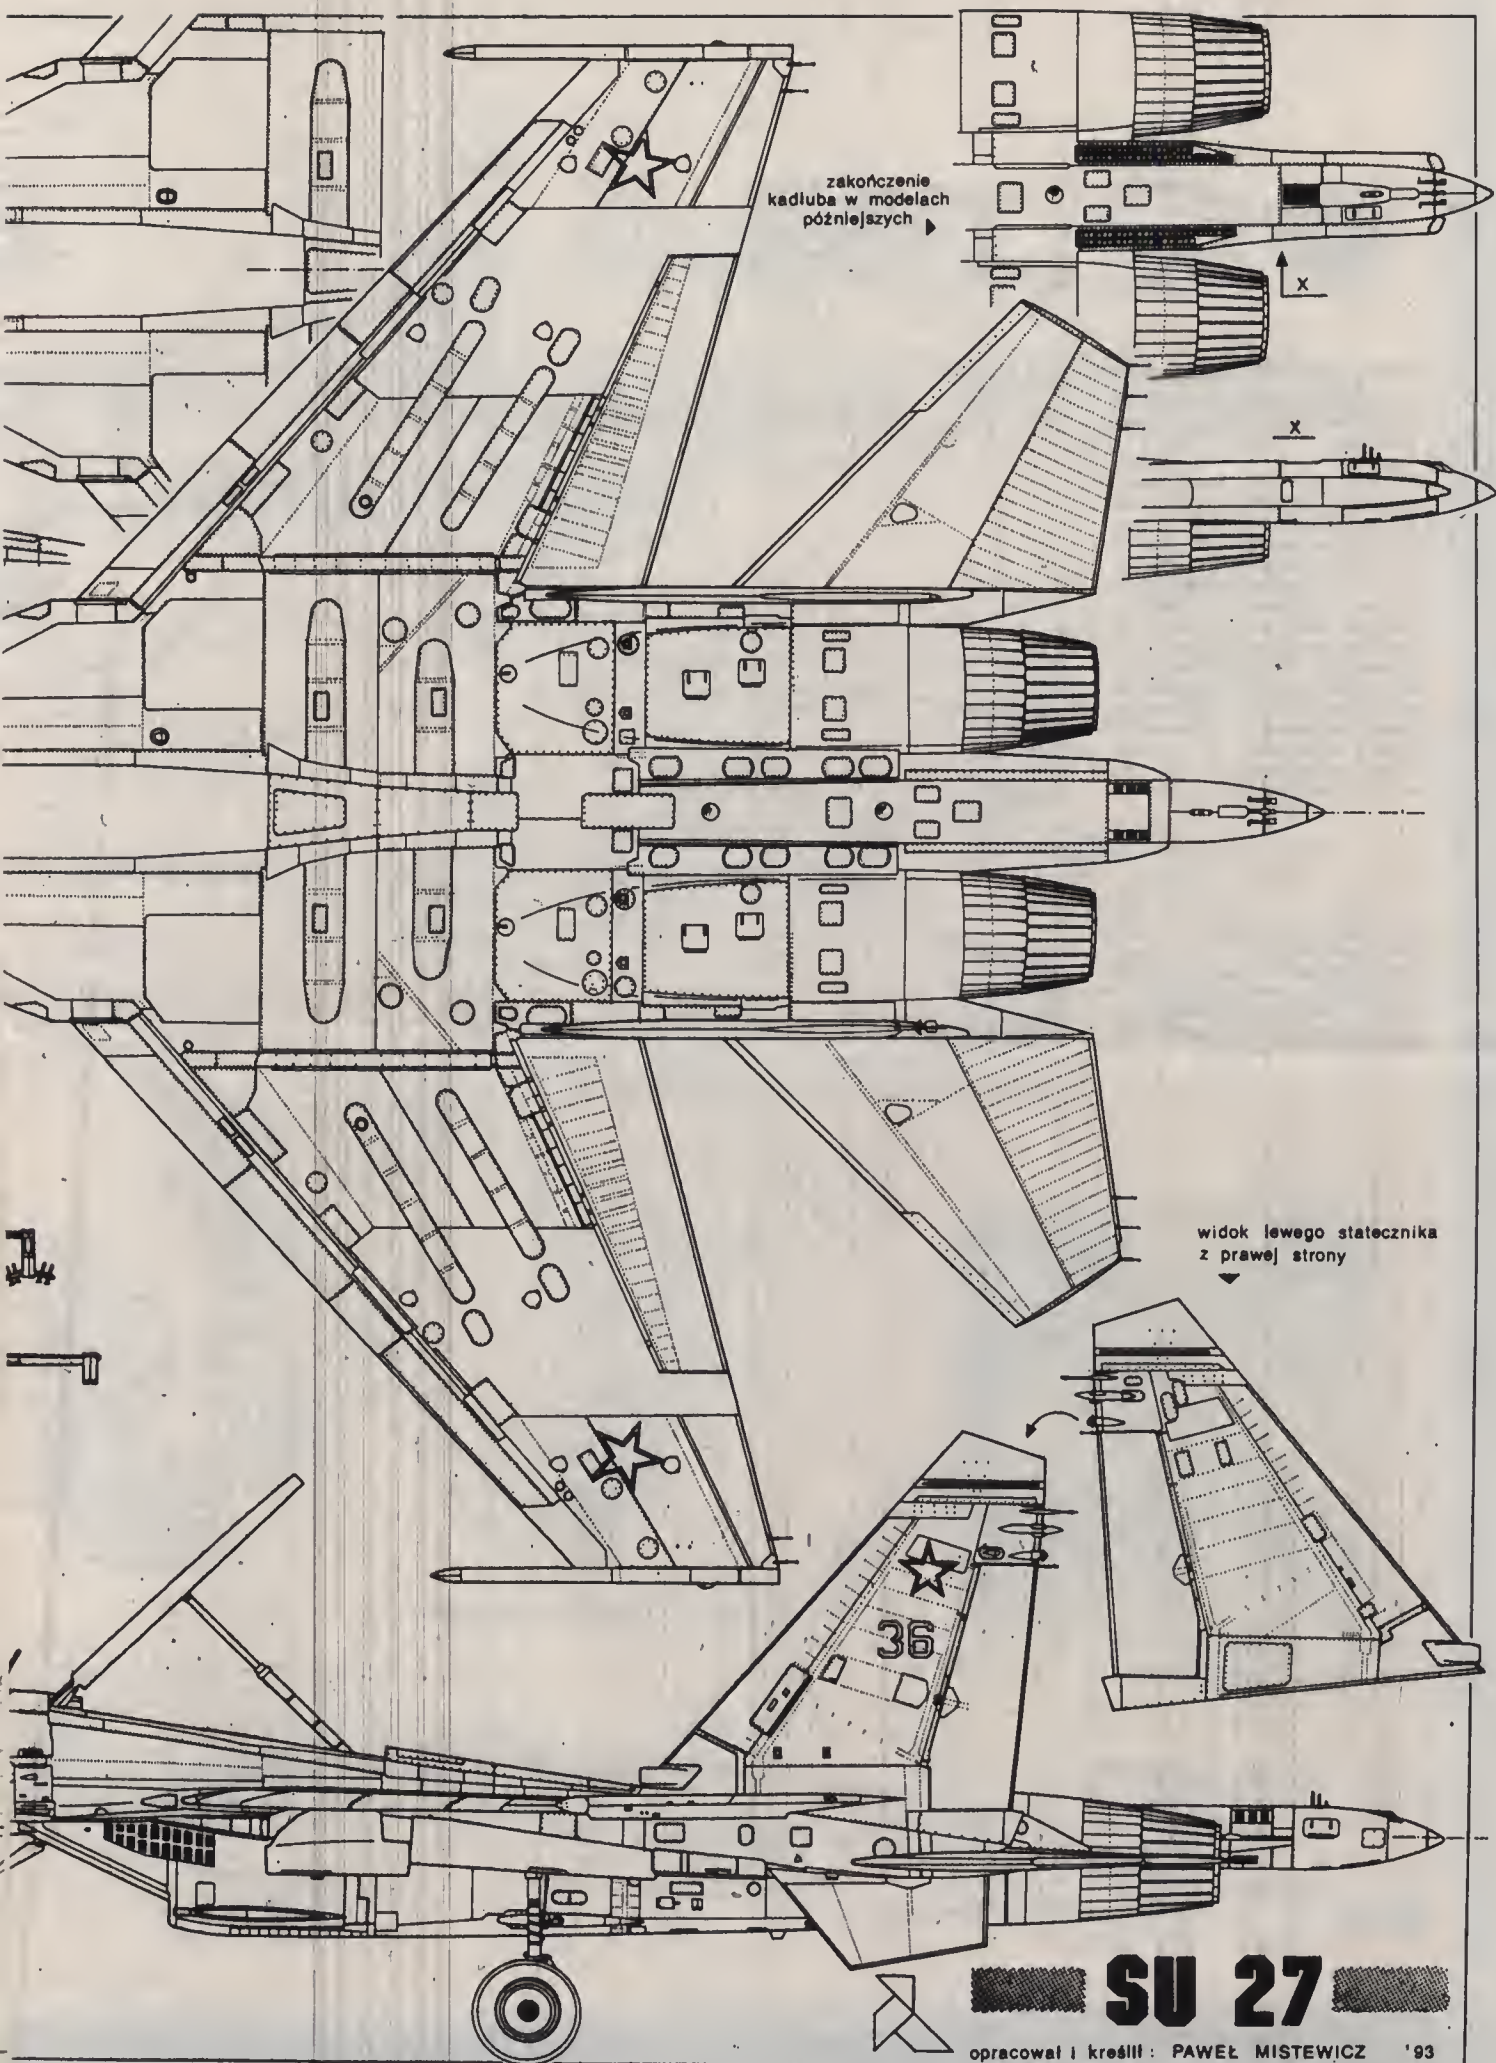 zakończenie
kadłuba w modelach
późniejszych
X
X
widok lewego statecznika
z prawej strony
36
SU 27
opracował i kreślił: PAWEŁ MISTEWICZ '93